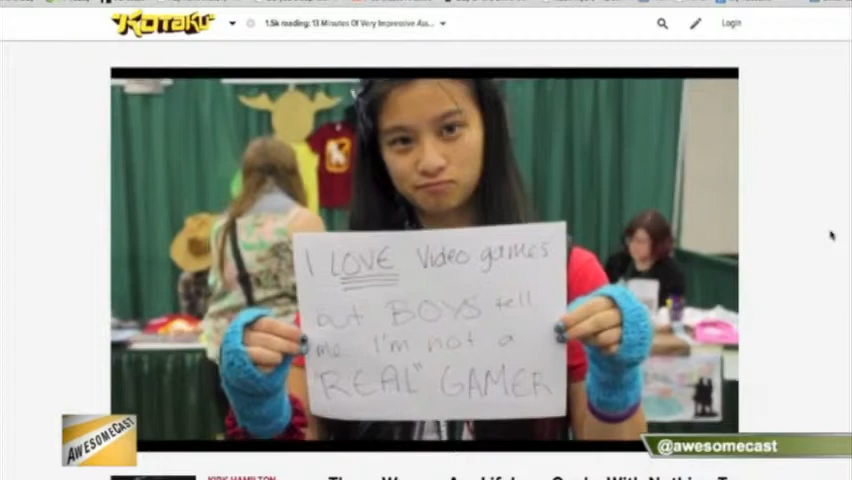 KOTAKU
1.5k reading: 13 Minutes Of Very Impressive Ass...
Login
I LOVE Video games
but BOYS tell
me I'm not a
"REAL" GAMER
AWESOMECAST
@awesomecast
KIRK HAMILTON